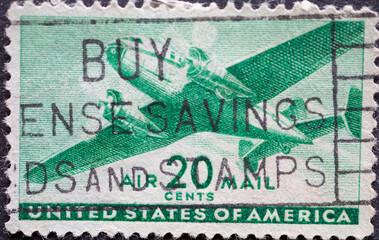 BUY
ENSE SAVINGS
DS AND STAMPS
AIR 20 MAIL
CENTS
UNITED STATES OF AMERICA